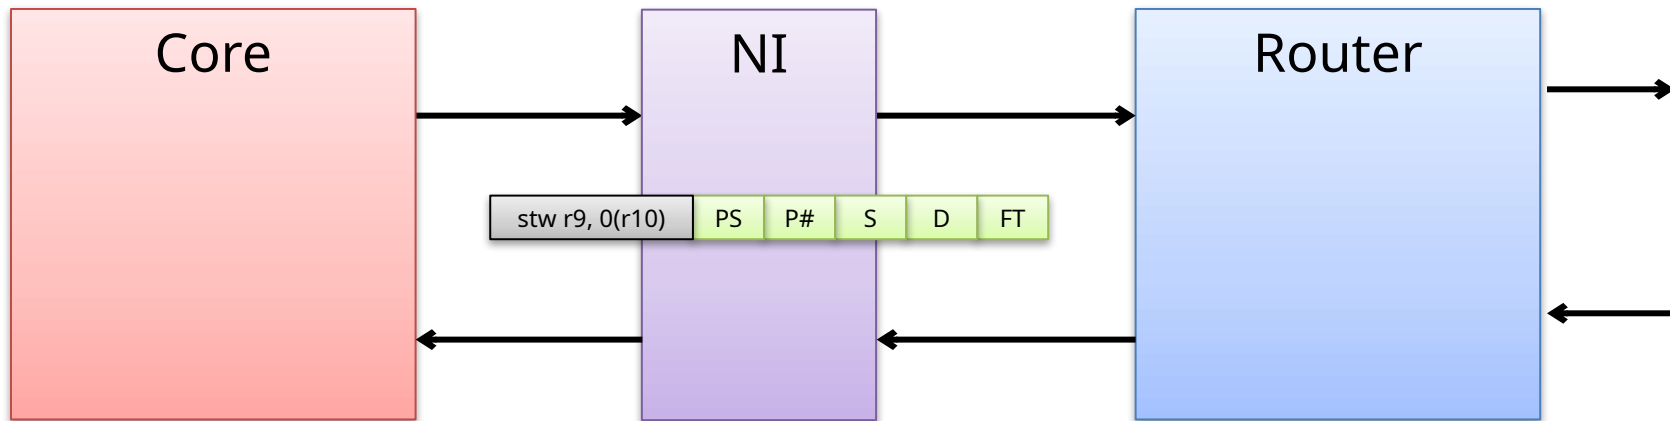 Core
NI
Router
stw r9, 0(r10)
PS
P#
S
D
FT